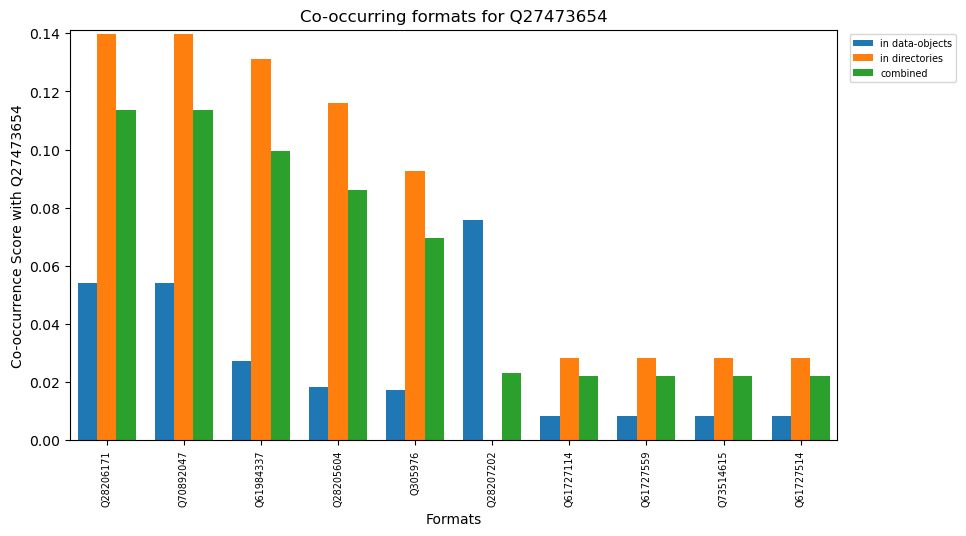 Co-occurring formats for Q27473654
in data-objects
in directories
combined
Co-occurrence Score with Q27473654
0.14
0.12
0.10
0.08
0.06
0.04
0.02
0.00
Q28206171
Q70892047
Q61984337
Q28205604
Q305976
Q28207202
Q61727114
Q61727559
Q73514615
Q61727514
Formats